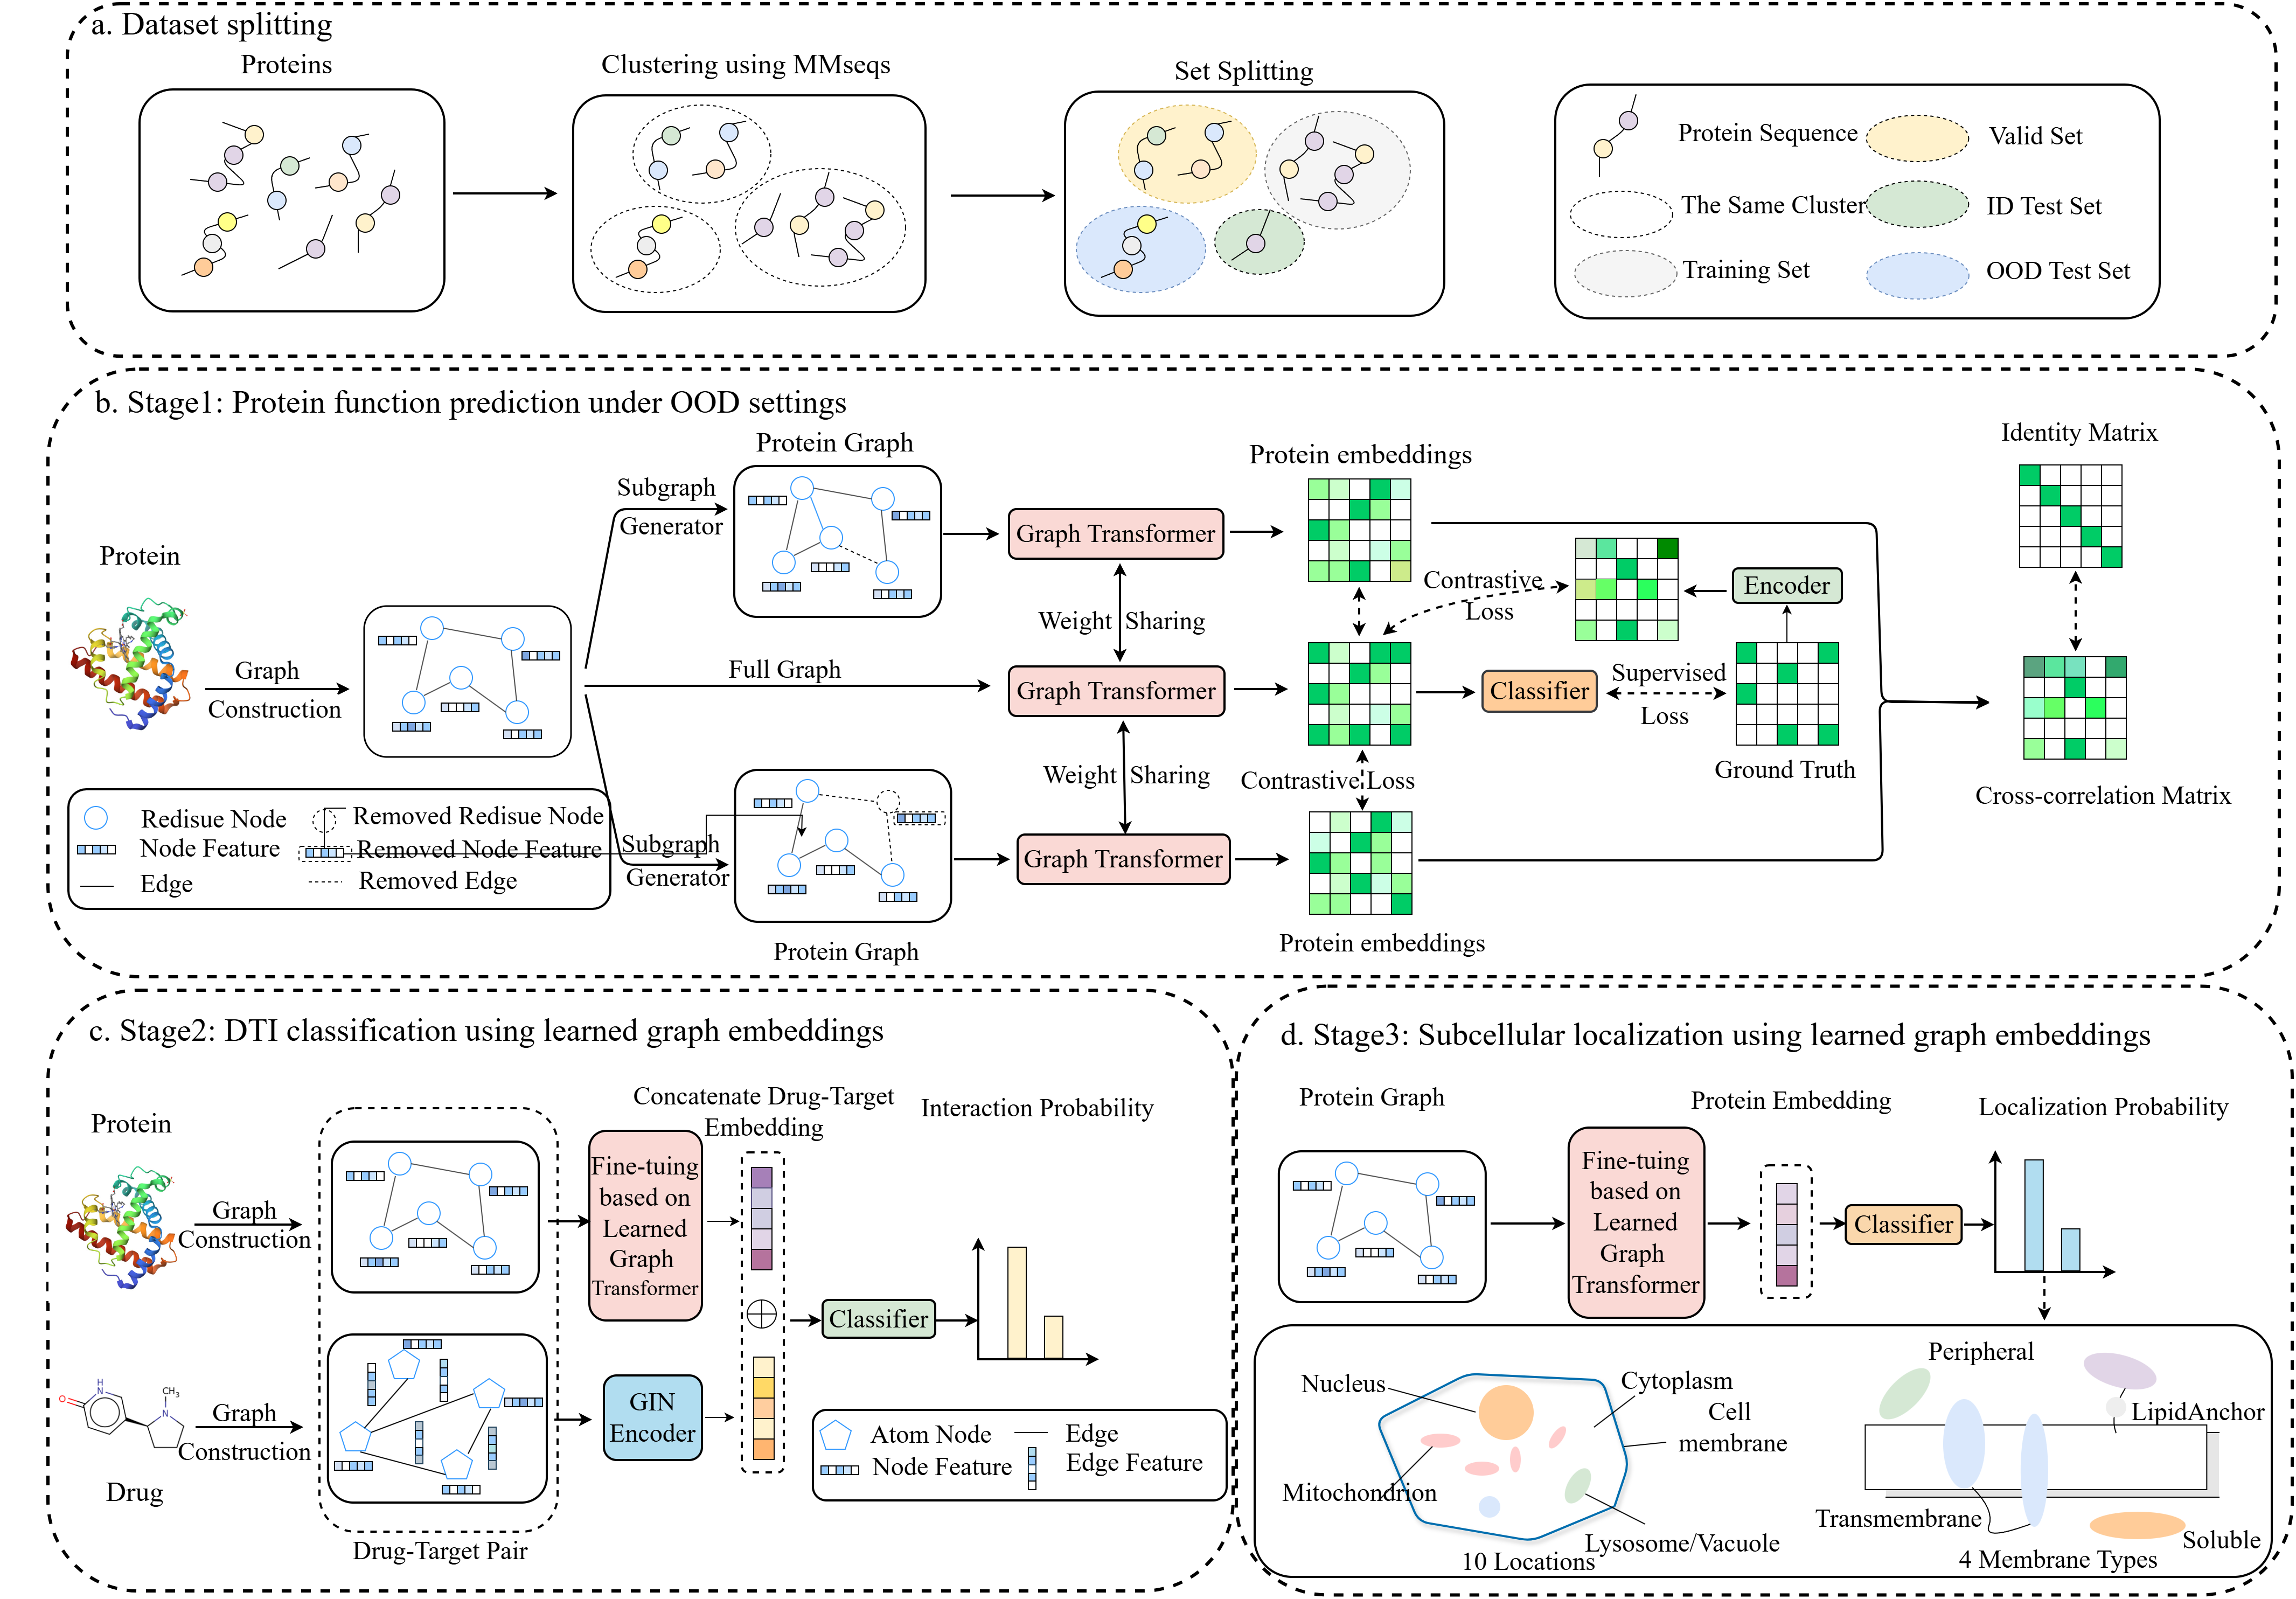 a. Dataset splitting
Proteins
Clustering using MMseqs
Set Splitting
Protein Sequence
Valid Set
The Same Cluster
ID Test Set
Training Set
OOD Test Set
b. Stage1: Protein function prediction under OOD settings
Protein
Graph
Construction
Subgraph
Generator
Full Graph
Subgraph
Generator
Protein Graph
Protein Graph
Graph Transformer
Weight Sharing
Graph Transformer
Weight Sharing
Graph Transformer
Protein embeddings
Contrastive
Loss
Contrastive Loss
Protein embeddings
Classifier
Supervised
Loss
Encoder
Ground Truth
Identity Matrix
Cross-correlation Matrix
Redisue Node
Removed Redisue Node
Node Feature
Removed Node Feature
Edge
Removed Edge
c. Stage2: DTI classification using learned graph embeddings
Protein
Graph
Construction
Drug
Graph
Construction
H
N
O
CH3
N
Drug-Target Pair
Fine-tuing
based on
Learned
Graph
Transformer
GIN
Encoder
Concatenate Drug-Target
Embedding
Classifier
Interaction Probability
Atom Node
Edge
Node Feature
Edge Feature
d. Stage3: Subcellular localization using learned graph embeddings
Protein Graph
Fine-tuing
based on
Learned
Graph
Transformer
Protein Embedding
Classifier
Localization Probability
Nucleus
Cytoplasm
Cell
membrane
Mitochondrion
Lysosome/Vacuole
10 Locations
Peripheral
LipidAnchor
Transmembrane
Soluble
4 Membrane Types